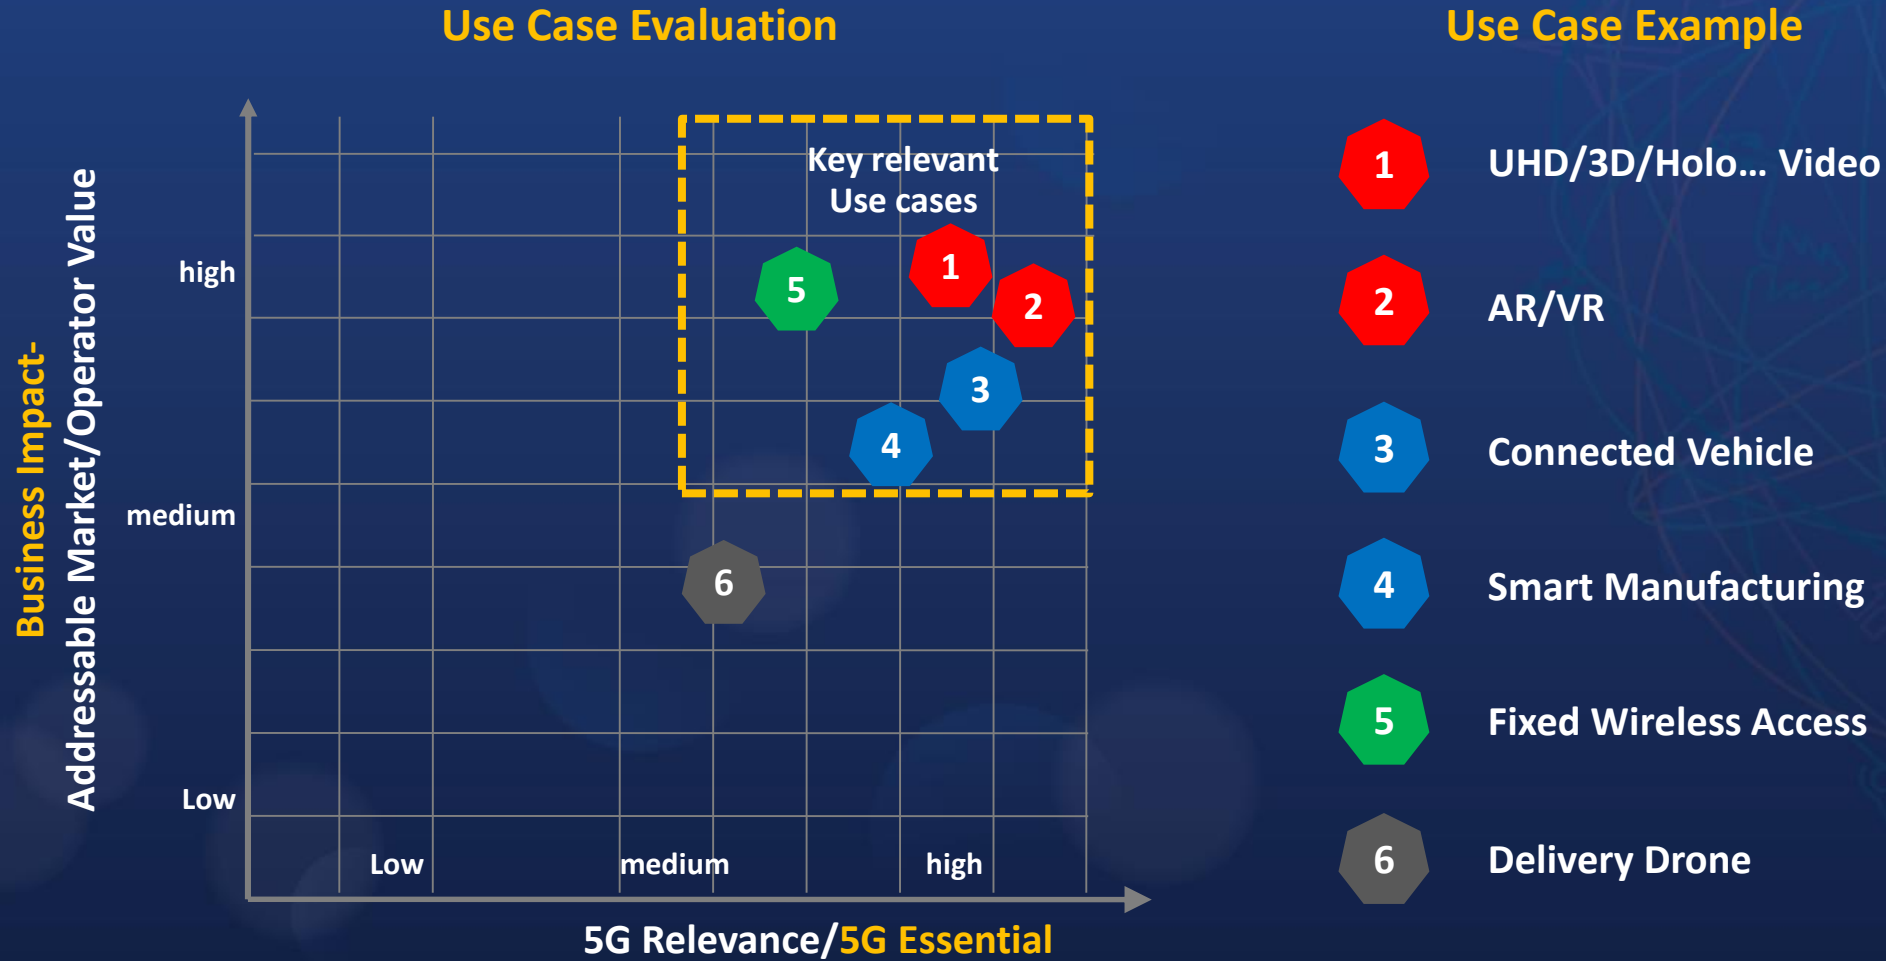 Use Case Evaluation
Use Case Example
Business Impact-
Addressable Market/Operator Value
high
medium
Low
Key relevant
Use cases
5
1
2
3
4
6
Low medium high
5G Relevance/5G Essential
1 UHD/3D/Holo... Video
2 AR/VR
3 Connected Vehicle
4 Smart Manufacturing
5 Fixed Wireless Access
6 Delivery Drone